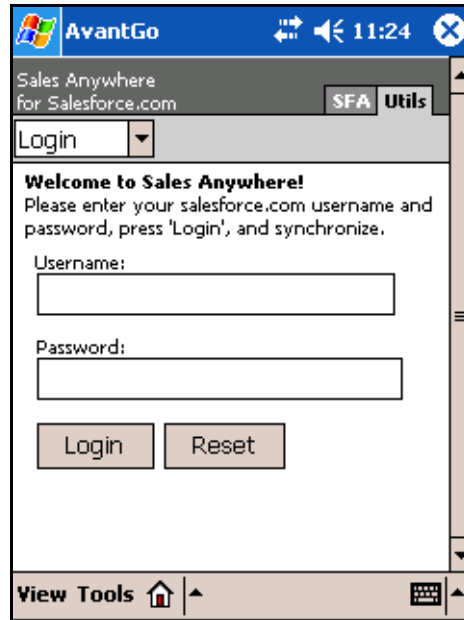 AvantGo 11:24
Sales Anywhere
for Salesforce.com
SFA Utils
Login
Welcome to Sales Anywhere!
Please enter your salesforce.com username and
password, press 'Login', and synchronize.
Username:
Password:
Login Reset
View Tools